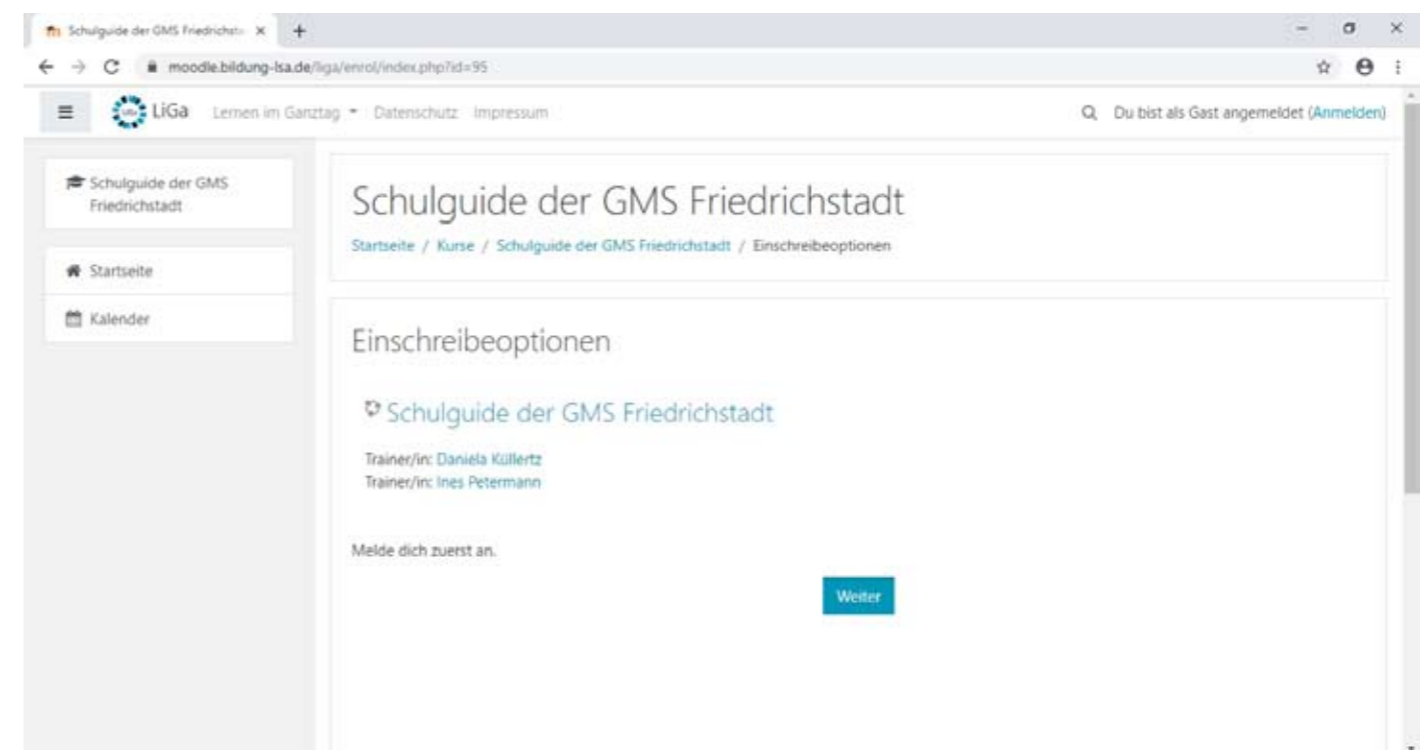 Schulguide der GMS Friedrichsta
moodle.bildung-lsa.de/liga/enrol/index.php?id=95
LiGa Lernen im Ganztag Datenschutz Impressum Du bist als Gast angemeldet (Anmelden)
Schulguide der GMS
Friedrichstadt
Startseite
Kalender
Schulguide der GMS Friedrichstadt
Startseite / Kurse / Schulguide der GMS Friedrichstadt / Einschreibeoptionen
Einschreibeoptionen
Schulguide der GMS Friedrichstadt
Trainer/in: Daniela Küllertz
Trainer/in: Ines Petermann
Melde dich zuerst an.
Weiter